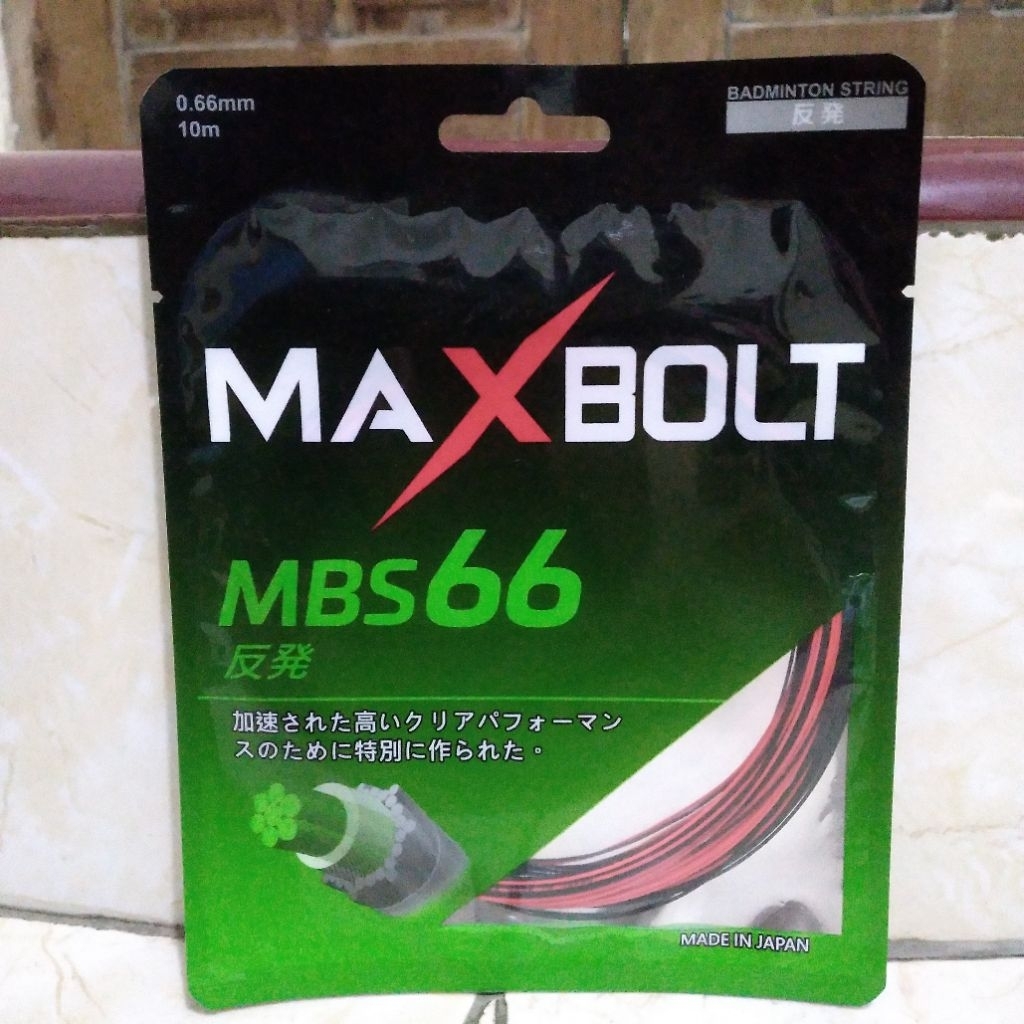 0.66mm
10m
BADMINTON STRING
反発
MAXBOLT
MBS66
反発
加速された高いクリアパフォーマン
スのために特別に作られた。
MADE IN JAPAN